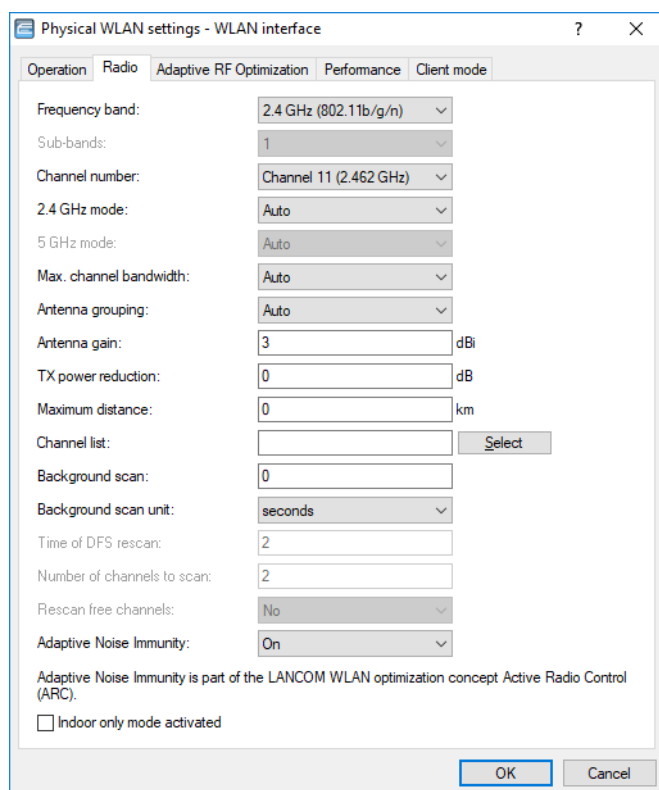 Physical WLAN settings - WLAN interface ? ×
Operation Radio Adaptive RF Optimization Performance Client mode
Frequency band: 2.4 GHz (802.11b/g/n)
Sub-bands: 1
Channel number: Channel 11 (2.462 GHz)
2.4 GHz mode: Auto
5 GHz mode: Auto
Max. channel bandwidth: Auto
Antenna grouping: Auto
Antenna gain: 3 dBi
TX power reduction: 0 dB
Maximum distance: 0 km
Channel list: Select
Background scan: 0
Background scan unit: seconds
Time of DFS rescan: 2
Number of channels to scan: 2
Rescan free channels: No
Adaptive Noise Immunity: On
Adaptive Noise Immunity is part of the LANCOM WLAN optimization concept Active Radio Control
(ARC).
Indoor only mode activated
OK Cancel